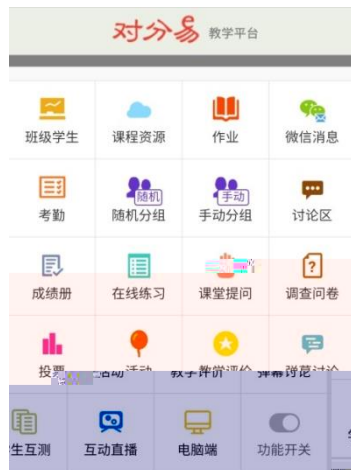 对分易 教学平台
班级学生 课程资源 作业 微信消息
随机 手动
考勤 随机分组 手动分组 讨论区
成绩册 在线练习 课堂提问 调查问卷
投票 活动 教学评价 弹幕讨论
生互测 互动直播 电脑端 功能开关